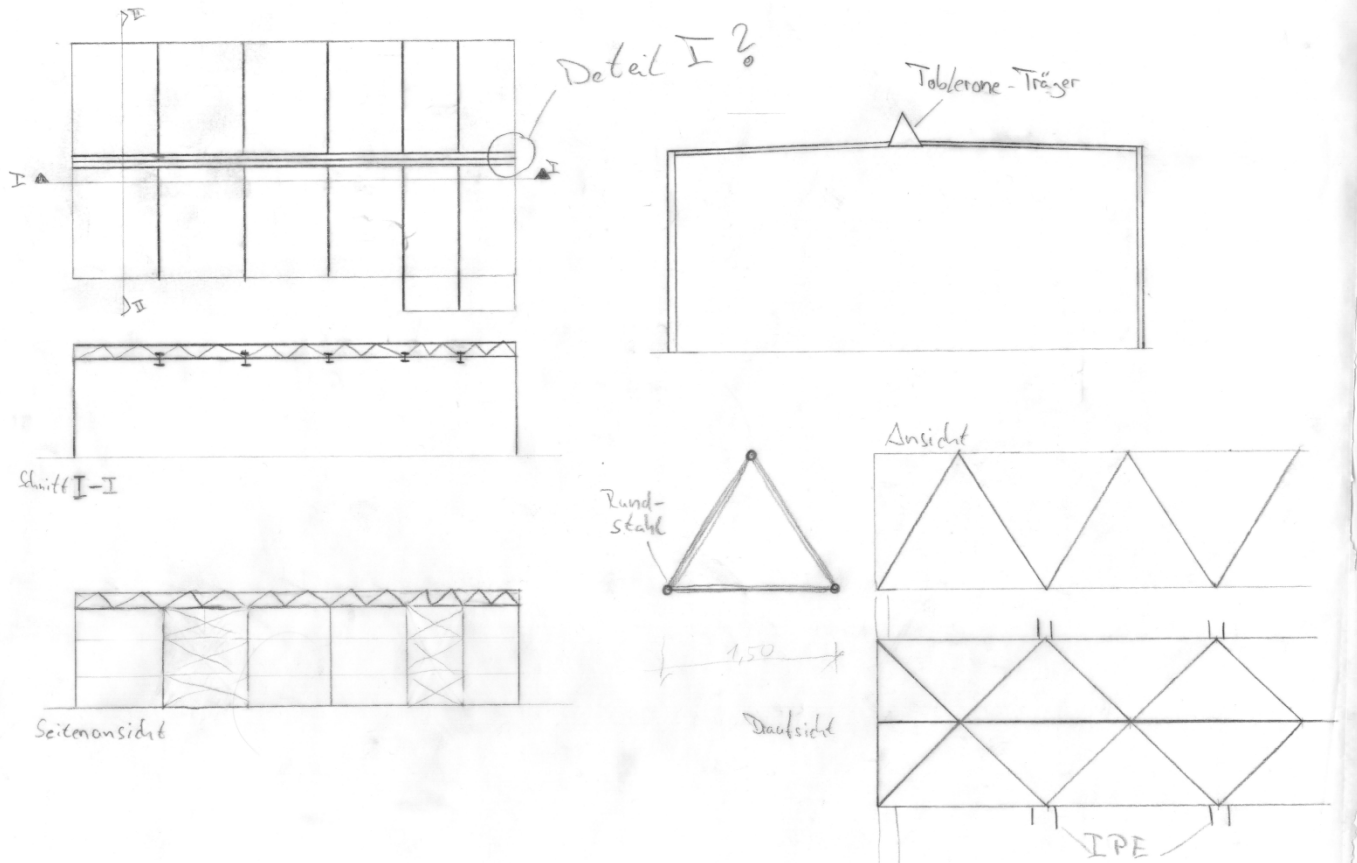 II
Detail I ?
Toblerone-Träger
I
I
II
Schnitt I-I
Ansicht
Rund-
stahl
1,50
Seitenansicht
Draufsicht
IPE